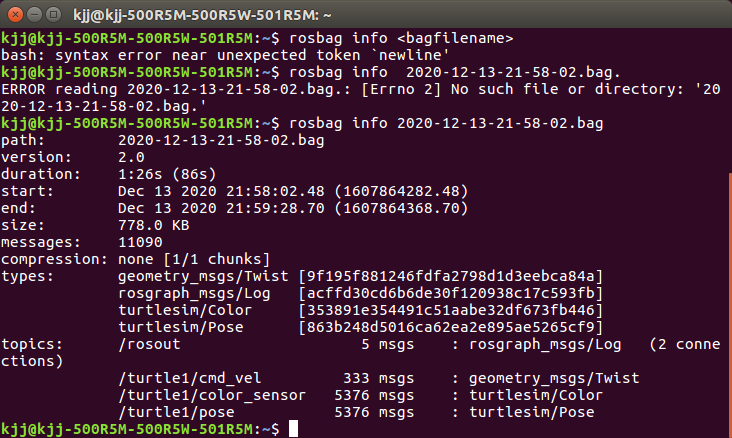 kjj@kjj-500R5M-500R5W-501R5M: ~
kjj@kjj-500R5M-500R5W-501R5M:~$ rosbag info <bagfilename>
bash: syntax error near unexpected token `newline'
kjj@kjj-500R5M-500R5W-501R5M:~$ rosbag info  2020-12-13-21-58-02.bag.
ERROR reading 2020-12-13-21-58-02.bag.: [Errno 2] No such file or directory: '20
20-12-13-21-58-02.bag.'
kjj@kjj-500R5M-500R5W-501R5M:~$ rosbag info 2020-12-13-21-58-02.bag
path:        2020-12-13-21-58-02.bag
version:     2.0
duration:    1:26s (86s)
start:       Dec 13 2020 21:58:02.48 (1607864282.48)
end:         Dec 13 2020 21:59:28.70 (1607864368.70)
size:        778.0 KB
messages:    11090
compression: none [1/1 chunks]
types:       geometry_msgs/Twist [9f195f881246fdfa2798d1d3eebca84a]
             rosgraph_msgs/Log   [acffd30cd6b6de30f120938c17c593fb]
             turtlesim/Color     [353891e354491c51aabe32df673fb446]
             turtlesim/Pose      [863b248d5016ca62ea2e895ae5265cf9]
topics:      /rosout                    5 msgs    : rosgraph_msgs/Log   (2 conne
ctions)
             /turtle1/cmd_vel         333 msgs    : geometry_msgs/Twist
             /turtle1/color_sensor   5376 msgs    : turtlesim/Color
             /turtle1/pose           5376 msgs    : turtlesim/Pose
kjj@kjj-500R5M-500R5W-501R5M:~$